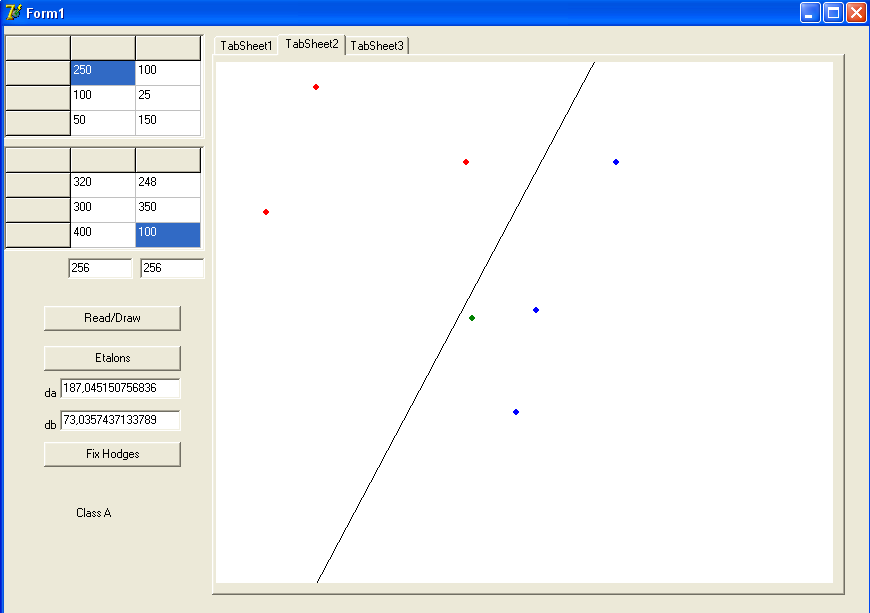 Form1
TabSheet1 TabSheet2 TabSheet3
250 100
100 25
50 150
320 248
300 350
400 100
256 256
Read/Draw
Etalons
da 187,045150756836
db 73,0357437133789
Fix Hodges
Class A